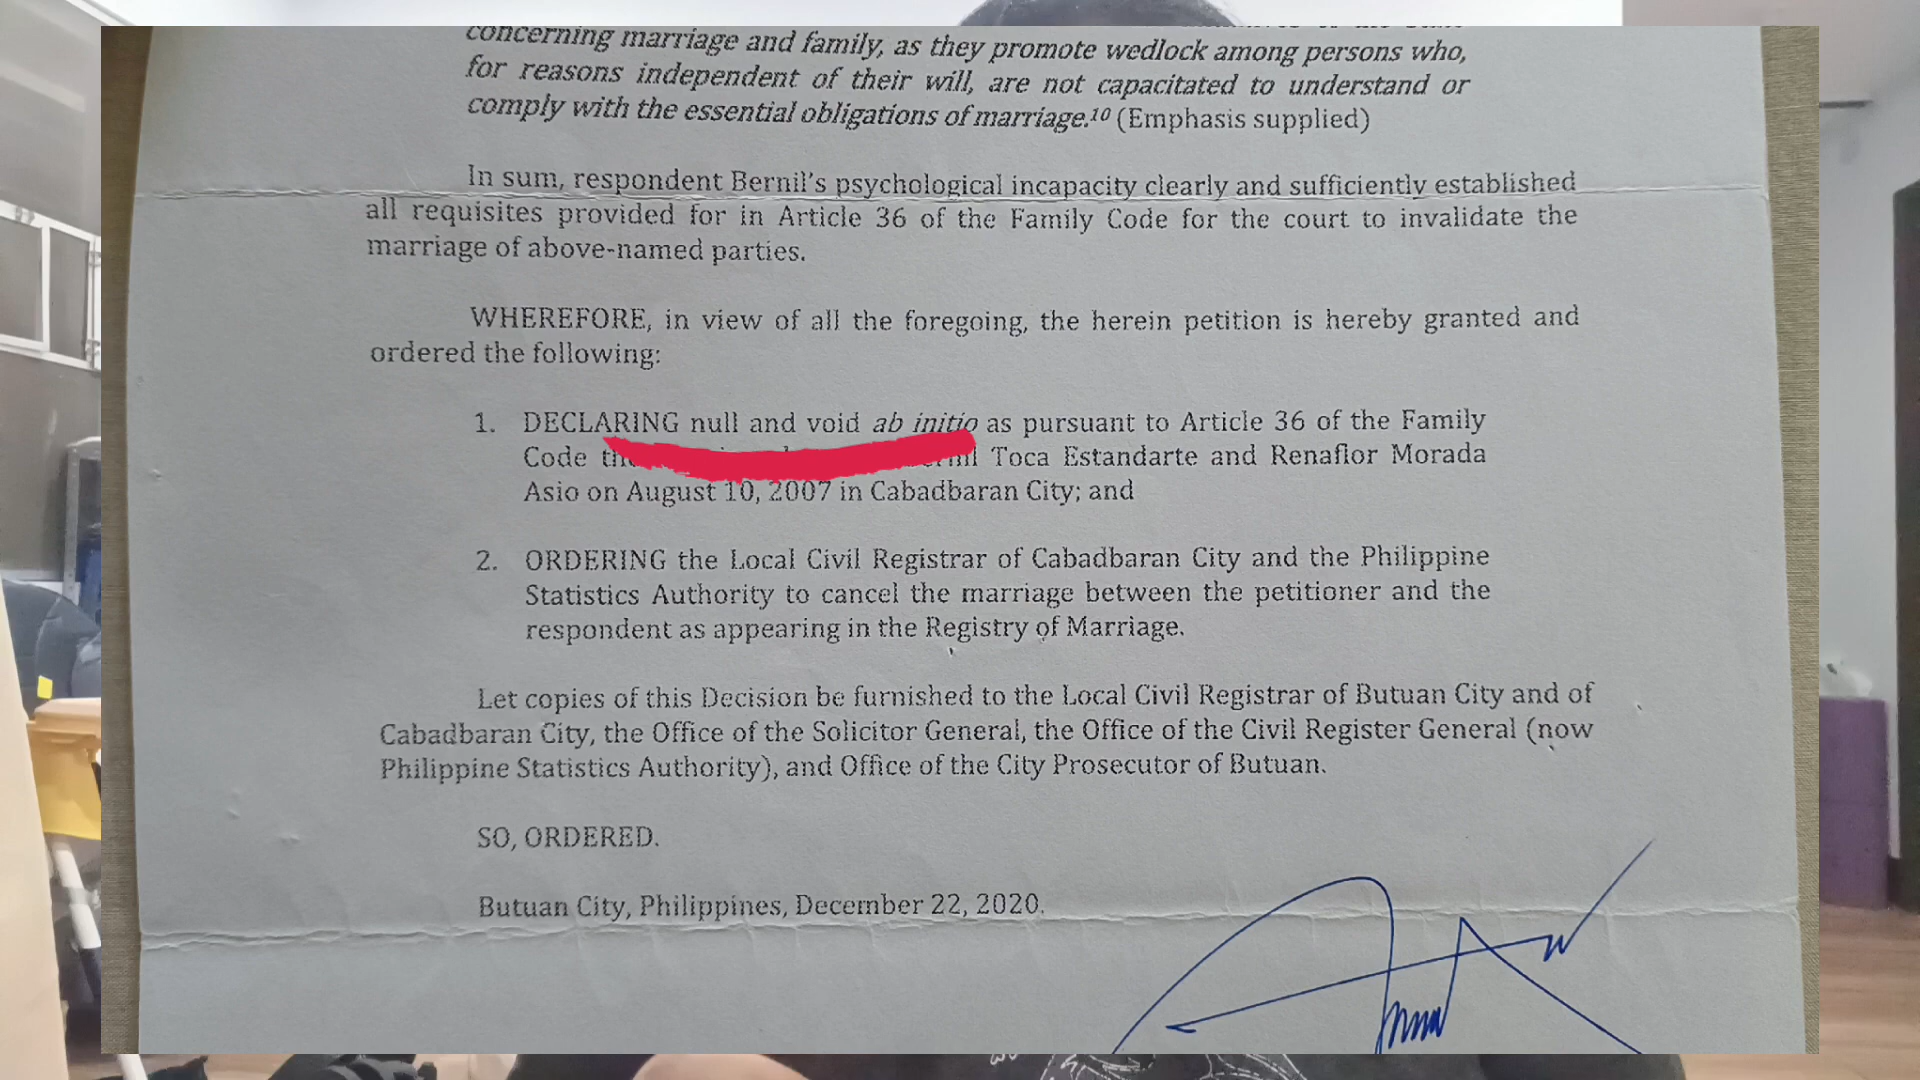 concerning marriage and family, as they promote wedlock among persons who,
for reasons independent of their will, are not capacitated to understand or
comply with the essential obligations of marriage.¹⁰ (Emphasis supplied)
In sum, respondent Bernil's psychological incapacity clearly and sufficiently established
all requisites provided for in Article 36 of the Family Code for the court to invalidate the
marriage of above-named parties.
WHEREFORE, in view of all the foregoing, the herein petition is hereby granted and
ordered the following:
1. DECLARING null and void ab initio as pursuant to Article 36 of the Family
Code Toca Estandarte and Renaflor Morada
Asio on August 10, 2007 in Cabadbaran City; and
2. ORDERING the Local Civil Registrar of Cabadbaran City and the Philippine
Statistics Authority to cancel the marriage between the petitioner and the
respondent as appearing in the Registry of Marriage.
Let copies of this Decision be furnished to the Local Civil Registrar of Butuan City and of
Cabadbaran City, the Office of the Solicitor General, the Office of the Civil Register General (now
Philippine Statistics Authority), and Office of the City Prosecutor of Butuan.
SO, ORDERED.
Butuan City, Philippines, December 22, 2020.